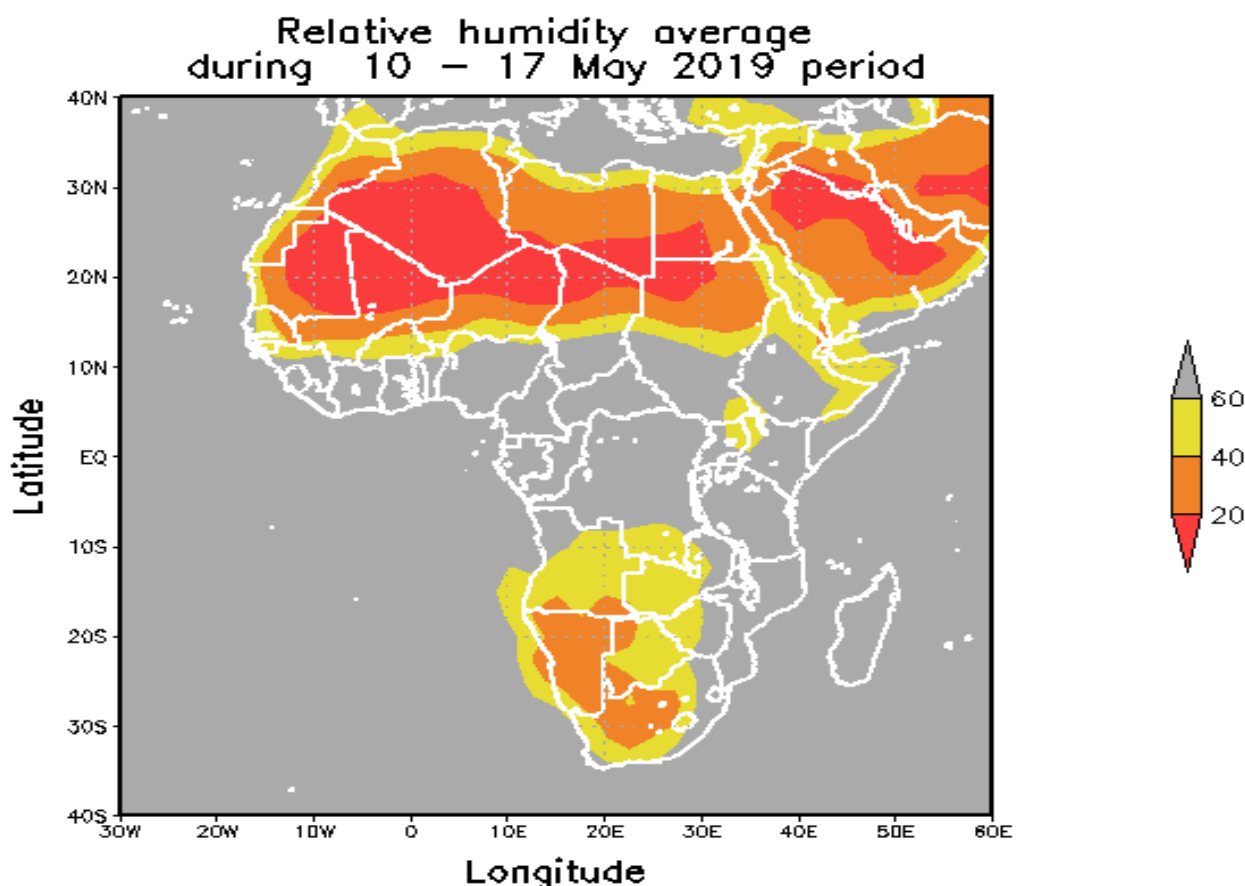 Relative humidity average
during 10 – 17 May 2019 period
40N
30N
20N
10N
EQ
10S
20S
30S
40S
30W 20W 10W 0 10E 20E 30E 40E 50E 60E
Latitude
Longitude
60
40
20